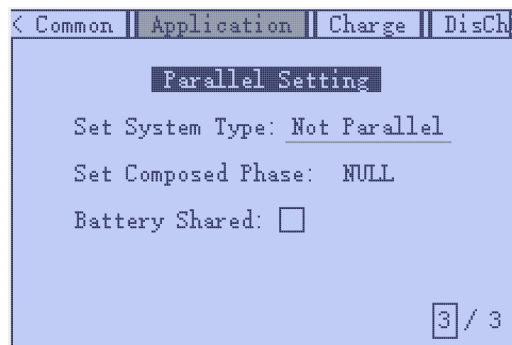 < Common Application Charge DisCh
Parallel Setting
Set System Type: Not Parallel
Set Composed Phase: NULL
Battery Shared:
3 / 3